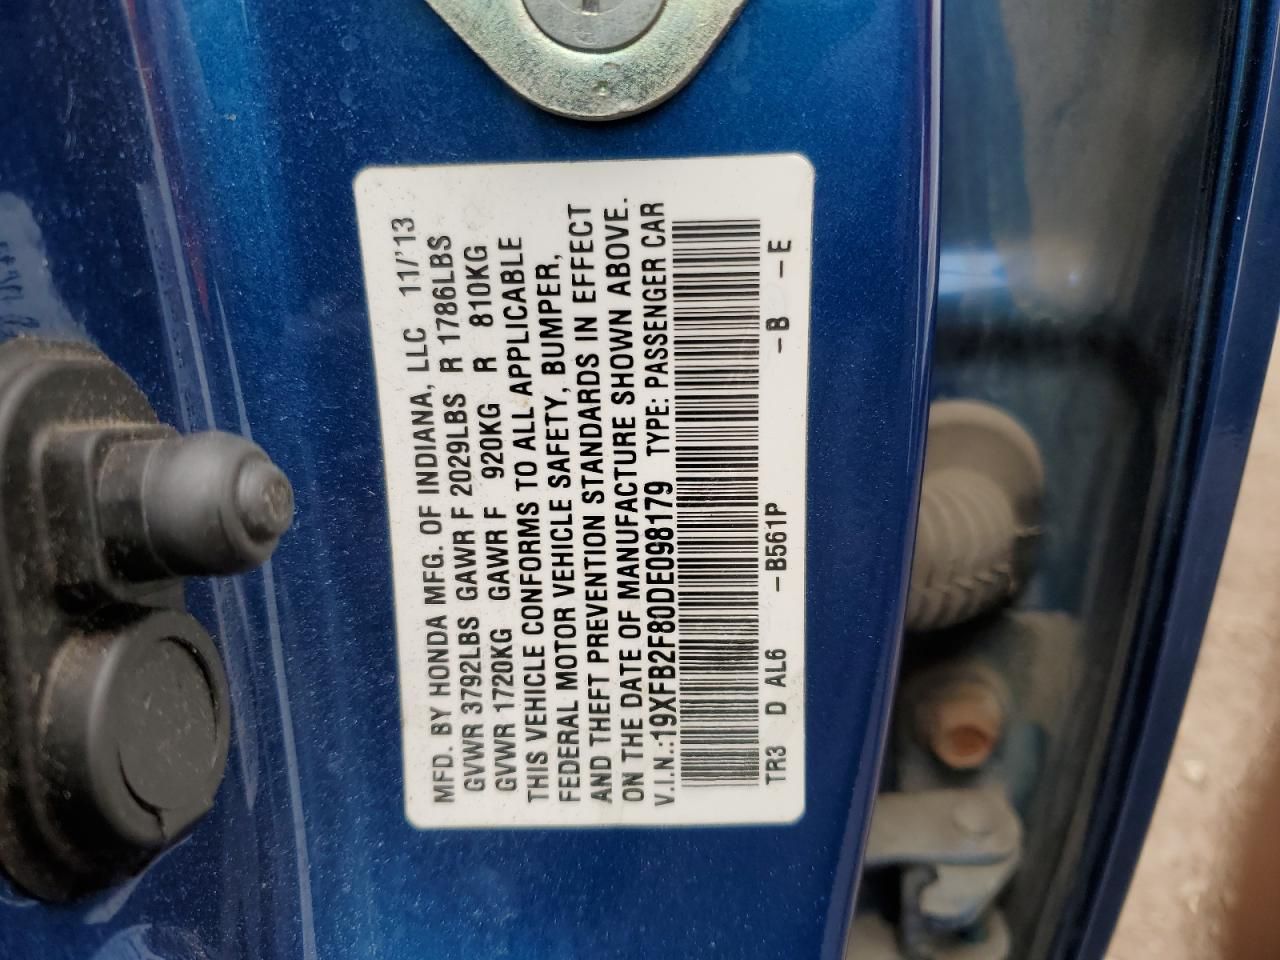 MFD. BY HONDA MFG. OF INDIANA, LLC 11/'13
GVWR 3792LBS GAWR F 2029LBS R 1786LBS
GVWR 1720KG GAWR F 920KG R 810KG
THIS VEHICLE CONFORMS TO ALL APPLICABLE
FEDERAL MOTOR VEHICLE SAFETY, BUMPER,
AND THEFT PREVENTION STANDARDS IN EFFECT
ON THE DATE OF MANUFACTURE SHOWN ABOVE.
V.I.N.:19XFB2F80DE098179 TYPE: PASSENGER CAR
TR3 D AL6 -B561P -B -E